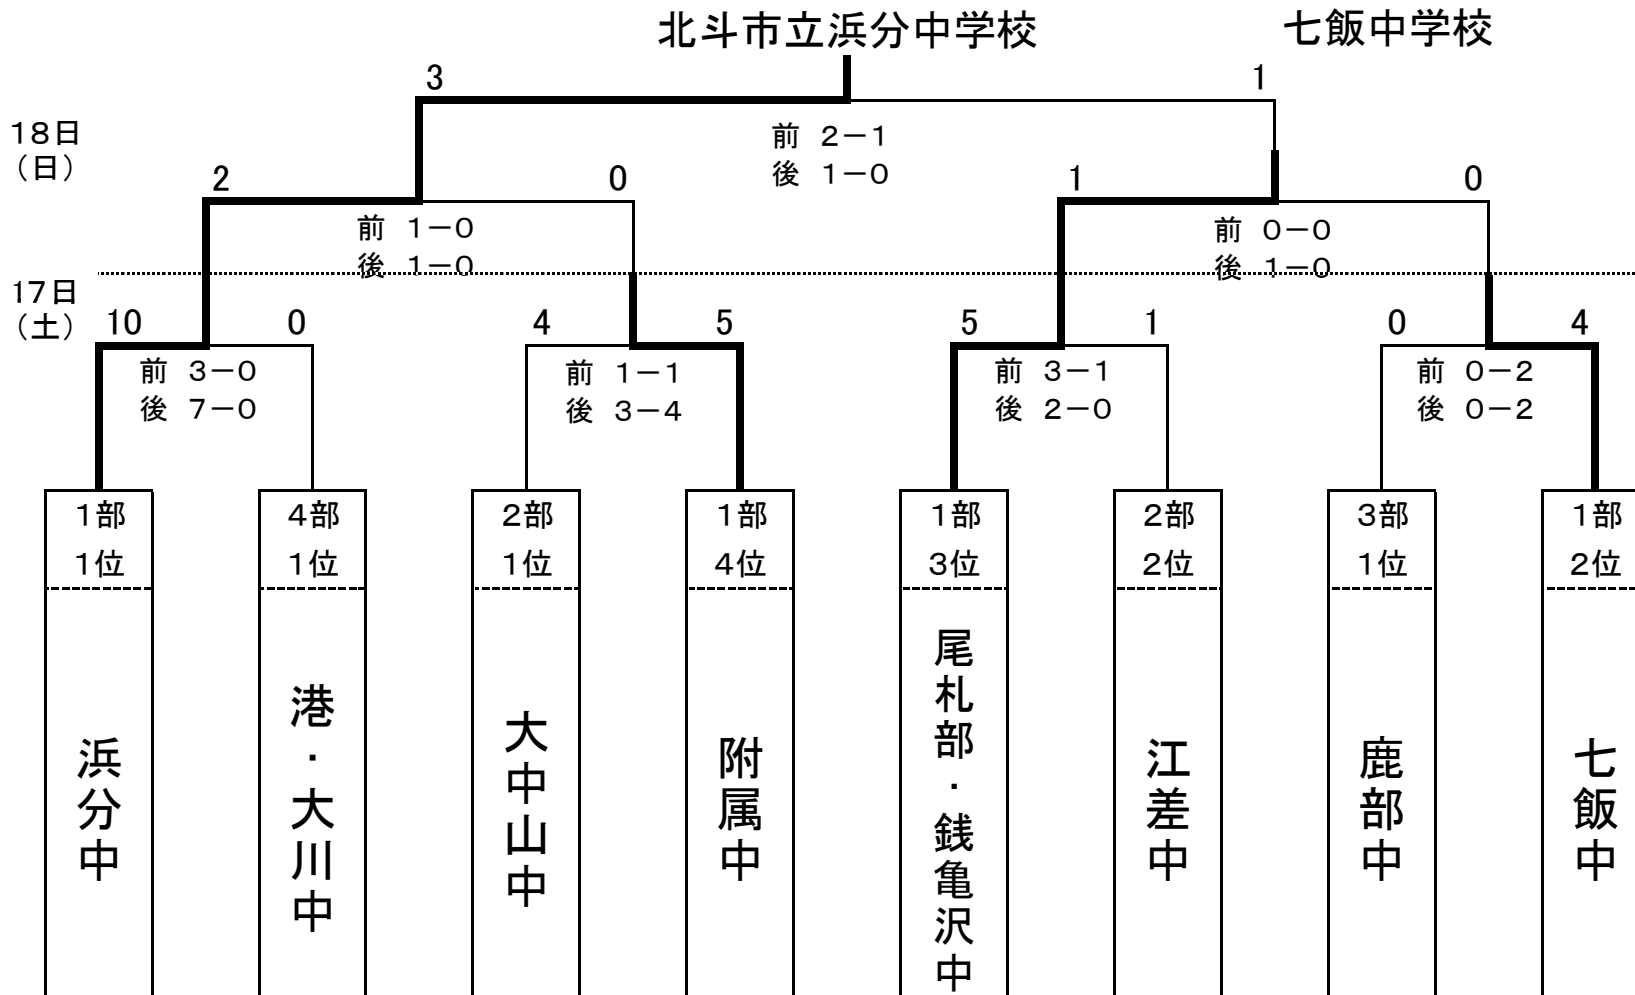 北斗市立浜分中学校 七飯中学校
3 1
18日
（日）
前 2－1
後 1－0
2 0 1 0
前 1－0
後 1－0
前 0－0
後 1－0
17日
（土）
10 0 4 5 5 1 0 4
前 3－0
後 7－0
前 1－1
後 3－4
前 3－1
後 2－0
前 0－2
後 0－2
1部 4部 2部 1部 1部 2部 3部 1部
1位 1位 1位 4位 3位 2位 1位 2位
浜分中
港・大川中
大中山中
附属中
尾札部・銭亀沢中
江差中
鹿部中
七飯中